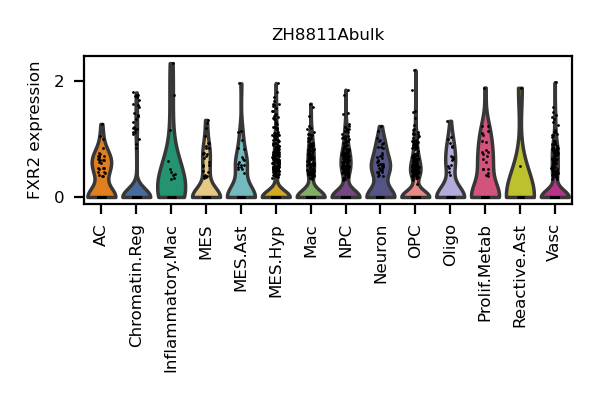 ZH8811Abulk
FXR2 expression
2
0
AC
Chromatin.Reg
Inflammatory.Mac
MES
MES.Ast
MES.Hyp
Mac
NPC
Neuron
OPC
Oligo
Prolif.Metab
Reactive.Ast
Vasc